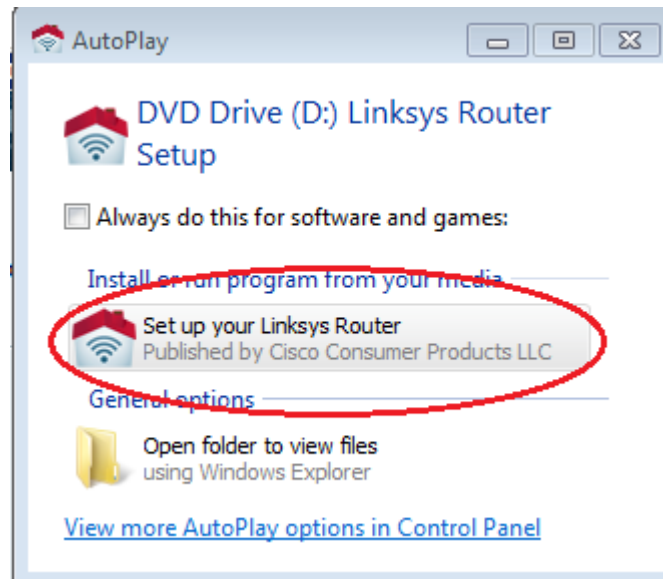 AutoPlay
DVD Drive (D:) Linksys Router
Setup
Always do this for software and games:
Install or run program from your media
Set up your Linksys Router
Published by Cisco Consumer Products LLC
General options
Open folder to view files
using Windows Explorer
View more AutoPlay options in Control Panel